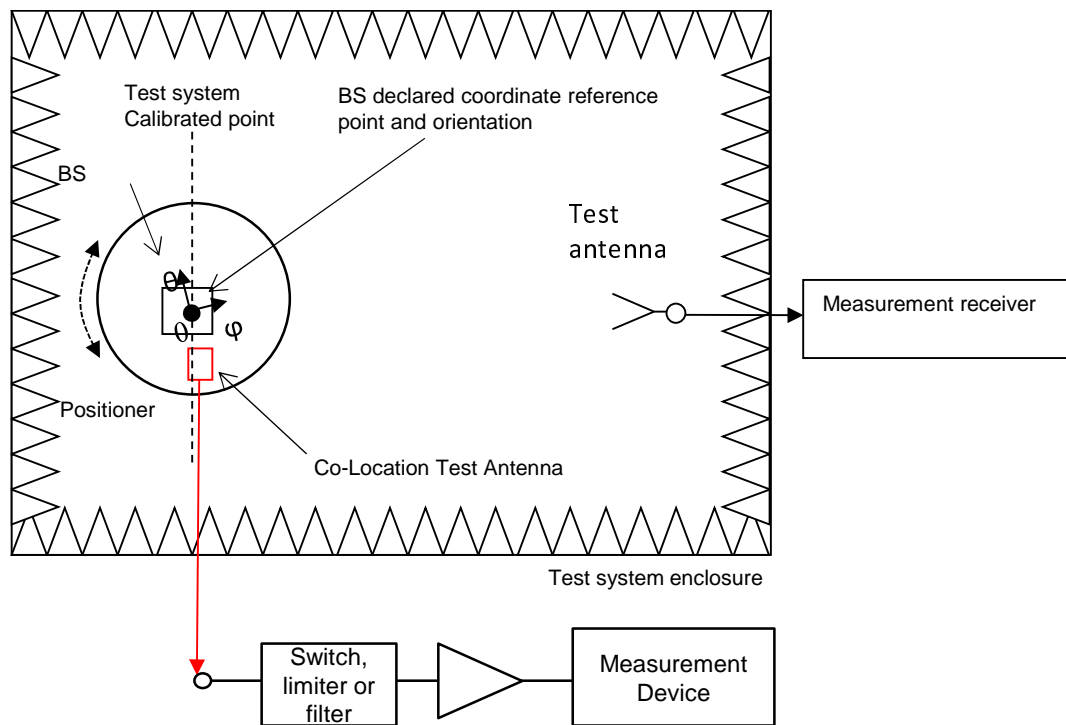 Test system
Calibrated point
BS declared coordinate reference
point and orientation
BS
Test
antenna
θ
θ
φ
Measurement receiver
Positioner
Co-Location Test Antenna
Test system enclosure
Switch,
limiter or
filter
Measurement
Device